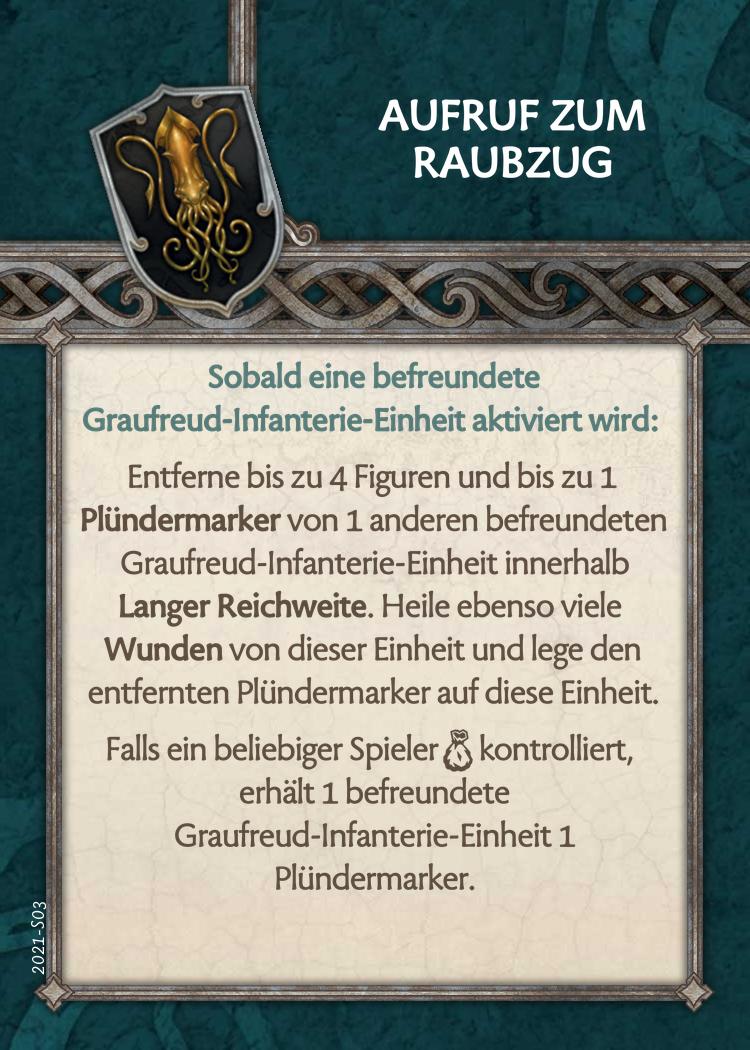 AUFRUF ZUM
RAUBZUG
Sobald eine befreundete
Graufreud-Infanterie-Einheit aktiviert wird:
Entferne bis zu 4 Figuren und bis zu 1
Plündermarker von 1 anderen befreundeten
Graufreud-Infanterie-Einheit innerhalb
Langer Reichweite. Heile ebenso viele
Wunden von dieser Einheit und lege den
entfernten Plündermarker auf diese Einheit.
Falls ein beliebiger Spieler kontrolliert,
erhält 1 befreundete
Graufreud-Infanterie-Einheit 1
Plündermarker.
2021-S03